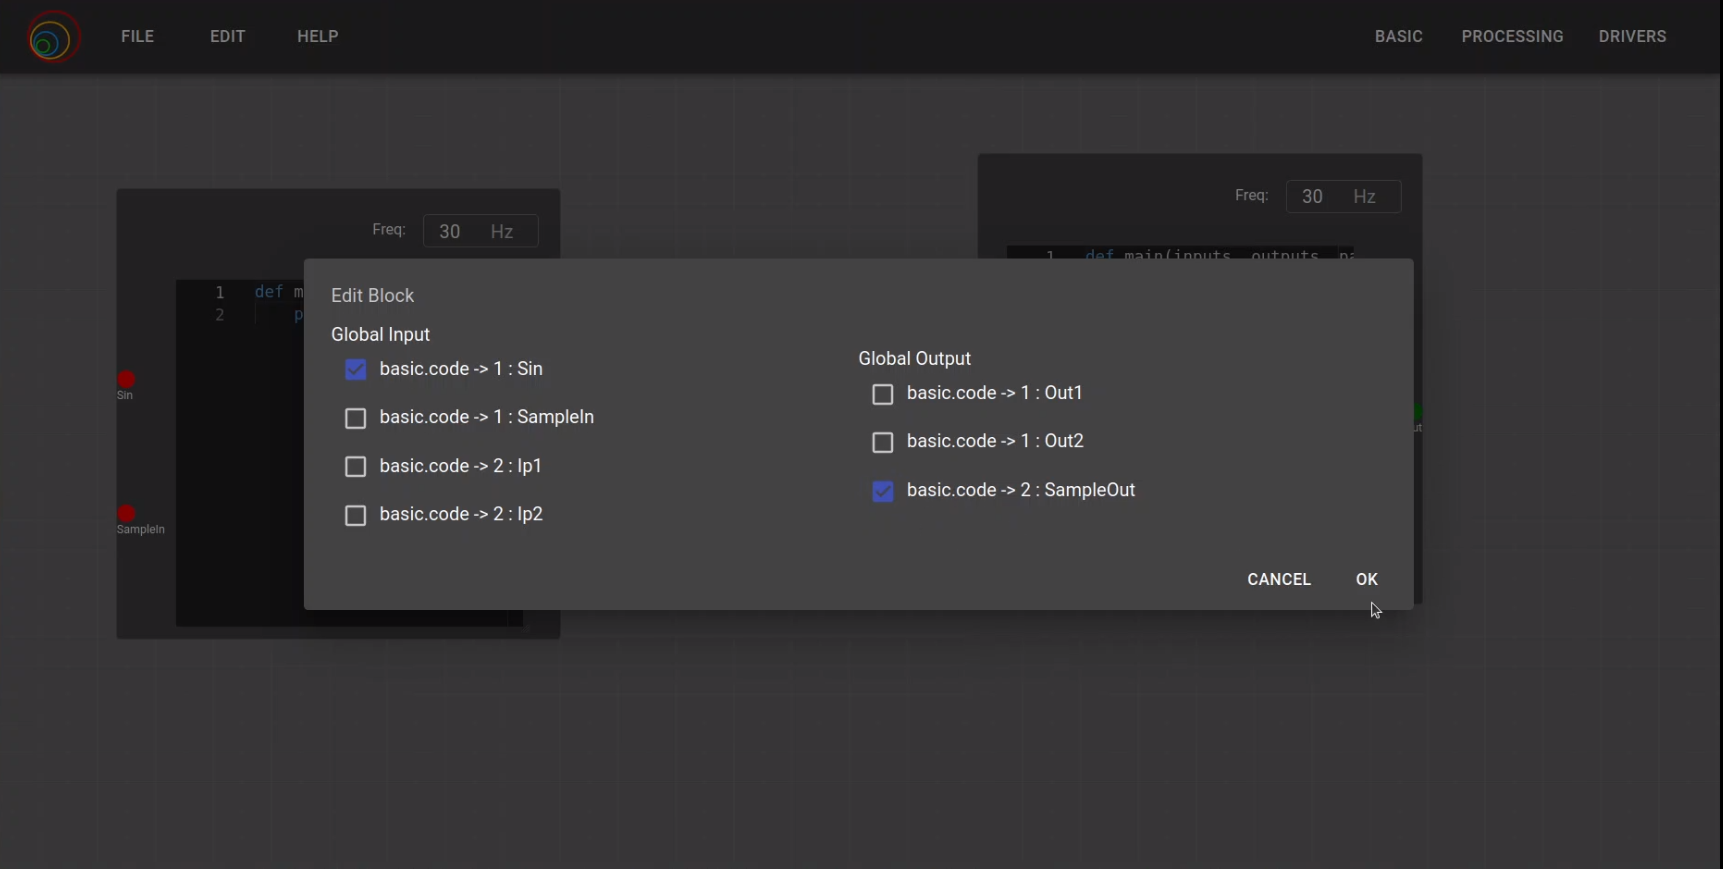 FILE EDIT HELP BASIC PROCESSING DRIVERS
Freq: 30 Hz
Freq: 30 Hz
1 def main(inputs, outputs, pa
1 def m
2 p
Edit Block
Global Input
basic.code -> 1 : Sin
basic.code -> 1 : SampleIn
basic.code -> 2 : Ip1
basic.code -> 2 : Ip2
Global Output
basic.code -> 1 : Out1
basic.code -> 1 : Out2
basic.code -> 2 : SampleOut
CANCEL OK
Sin
SampleIn
ut